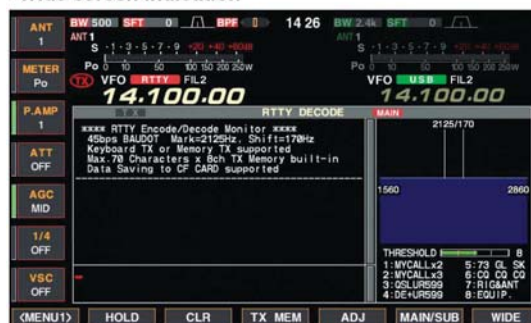 ANT 1
BW 500 SFT 0 BPF 14 26 BW 2.4k SFT 0
ANT 1 ANT 1
S 1 3 5 7 9 +20 +40 +60dB S 1 3 5 7 9 +20 +40 +60dB
METER Po
Po 0 50 100 150 200 250W Po 0 50 100 150 200 250W
TX VFO RTTY FIL2 VFO USB FIL2
14.100.00 14.100.00
P.AMP 1
TX RTTY DECODE MAIN
**** RTTY Encode/Decode Monitor ****
45bps BAUDOT Mark=2125Hz, Shift=170Hz
Keyboard TX or Memory TX supported
Max.70 Characters x 8ch TX Memory built-in
Data Saving to CF CARD supported
2125/170
1560 2860
ATT OFF
AGC MID
1/4 OFF
VSC OFF
THRESHOLD 8
1:MYCALLx2 5:73 GL SK
2:MYCALLx3 6:CQ CQ CQ
3:QSLUR599 7:RIG&ANT
4:DE+UR599 8:EQUIP.
<MENU1> HOLD CLR TX MEM ADJ MAIN/SUB WIDE